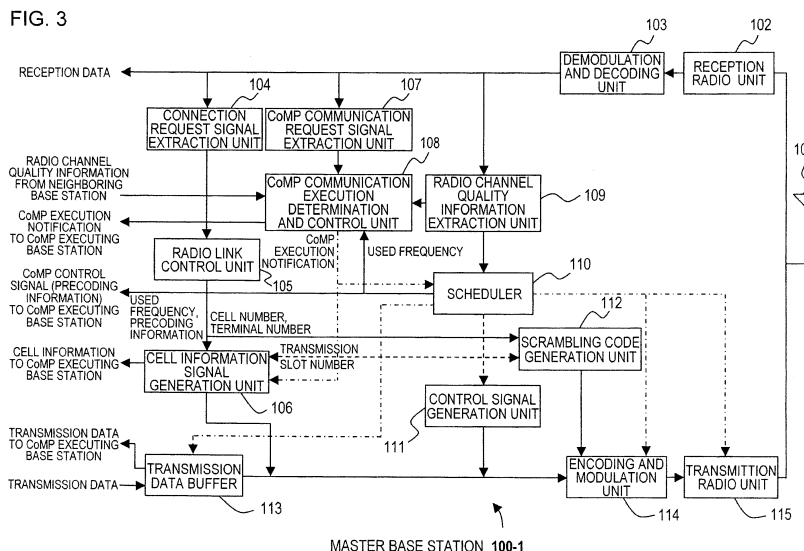 FIG. 3
103
102
DEMODULATION
AND DECODING
UNIT
RECEPTION
RADIO UNIT
RECEPTION DATA
104
107
CONNECTION
REQUEST SIGNAL
EXTRACTION UNIT
CoMP COMMUNICATION
REQUEST SIGNAL
EXTRACTION UNIT
108
10
RADIO CHANNEL
QUALITY INFORMATION
FROM NEIGHBORING
BASE STATION
CoMP COMMUNICATION
EXECUTION
DETERMINATION
AND CONTROL UNIT
RADIO CHANNEL
QUALITY
INFORMATION
EXTRACTION UNIT
109
CoMP EXECUTION
NOTIFICATION
TO CoMP EXECUTING
BASE STATION
RADIO LINK
CONTROL UNIT
105
CoMP
EXECUTION
NOTIFICATION
USED FREQUENCY
110
SCHEDULER
CoMP CONTROL
SIGNAL (PRECODING
INFORMATION)
TO CoMP EXECUTING
BASE STATION
USED
FREQUENCY,
PRECODING
INFORMATION
CELL NUMBER,
TERMINAL NUMBER
112
SCRAMBLING CODE
GENERATION UNIT
CELL INFORMATION
TO CoMP EXECUTING
BASE STATION
CELL INFORMATION
SIGNAL
GENERATION UNIT
106
TRANSMISSION
SLOT NUMBER
CONTROL SIGNAL
GENERATION UNIT
111
TRANSMISSION DATA
TO CoMP EXECUTING
BASE STATION
TRANSMISSION DATA
TRANSMISSION
DATA BUFFER
113
ENCODING AND
MODULATION
UNIT
114
TRANSMITTION
RADIO UNIT
115
MASTER BASE STATION 100-1